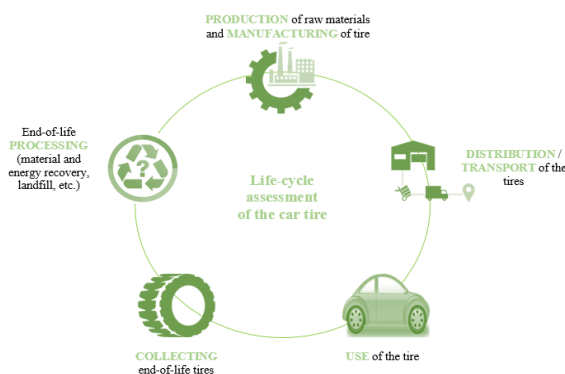 PRODUCTION of raw materials
and MANUFACTURING of tire
End-of-life
PROCESSING
(material and
energy recovery,
landfill, etc.)
?
DISTRIBUTION /
TRANSPORT of the
tires
Life-cycle
assessment
of the car tire
COLLECTING
end-of-life tires
USE of the tire